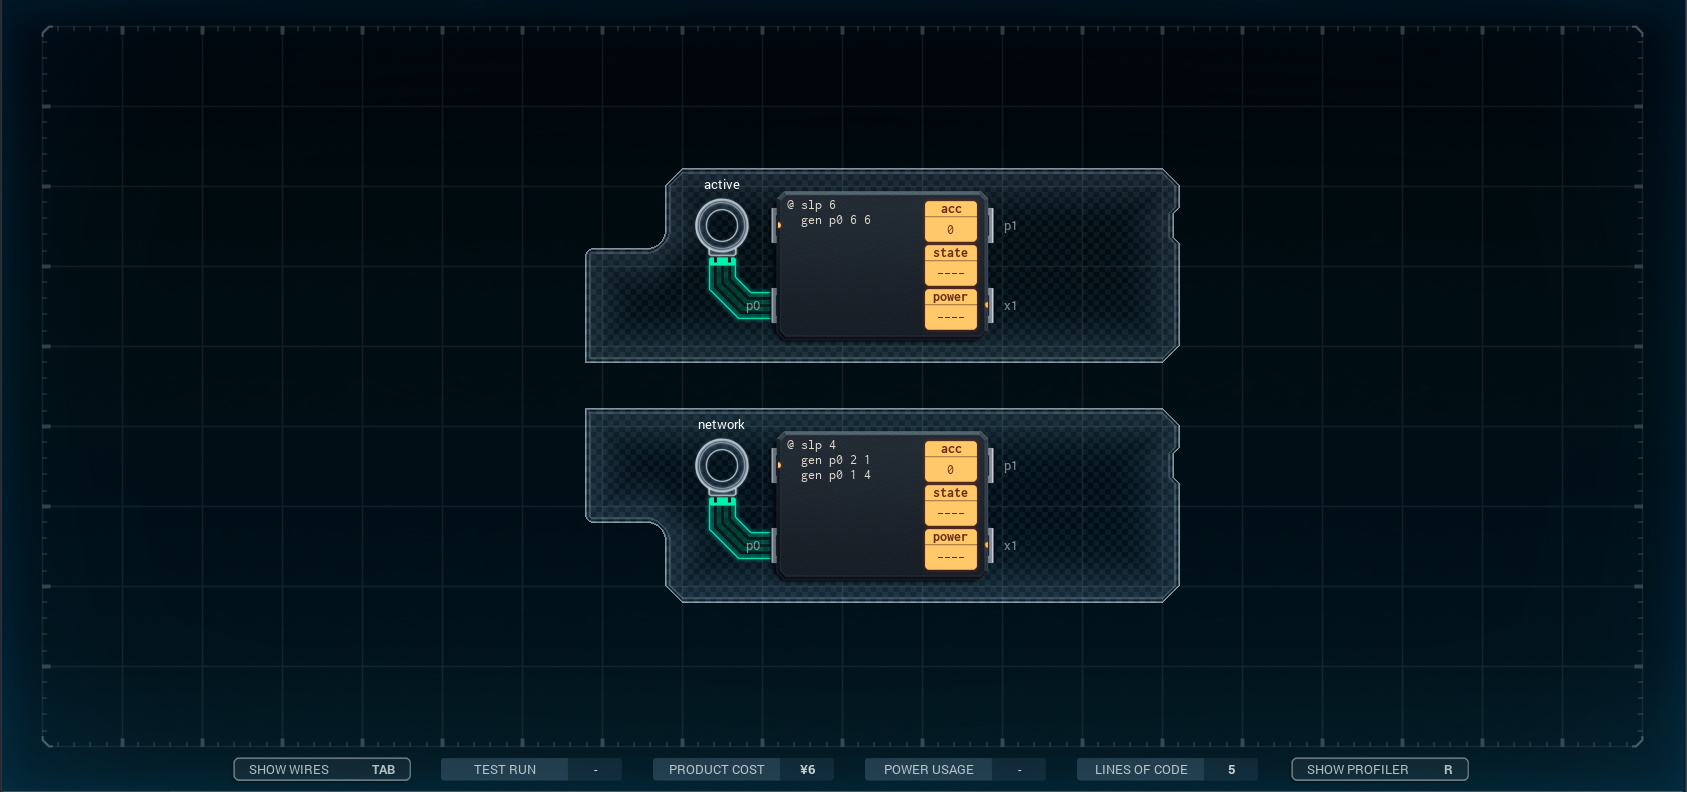 active
@ slp 6
gen p0 6 6
acc
0
state
----
power
----
p1
p0
x1
network
@ slp 4
gen p0 2 1
gen p0 1 4
acc
0
state
----
power
----
p1
p0
x1
SHOW WIRES TAB
TEST RUN -
PRODUCT COST ¥6
POWER USAGE -
LINES OF CODE 5
SHOW PROFILER R